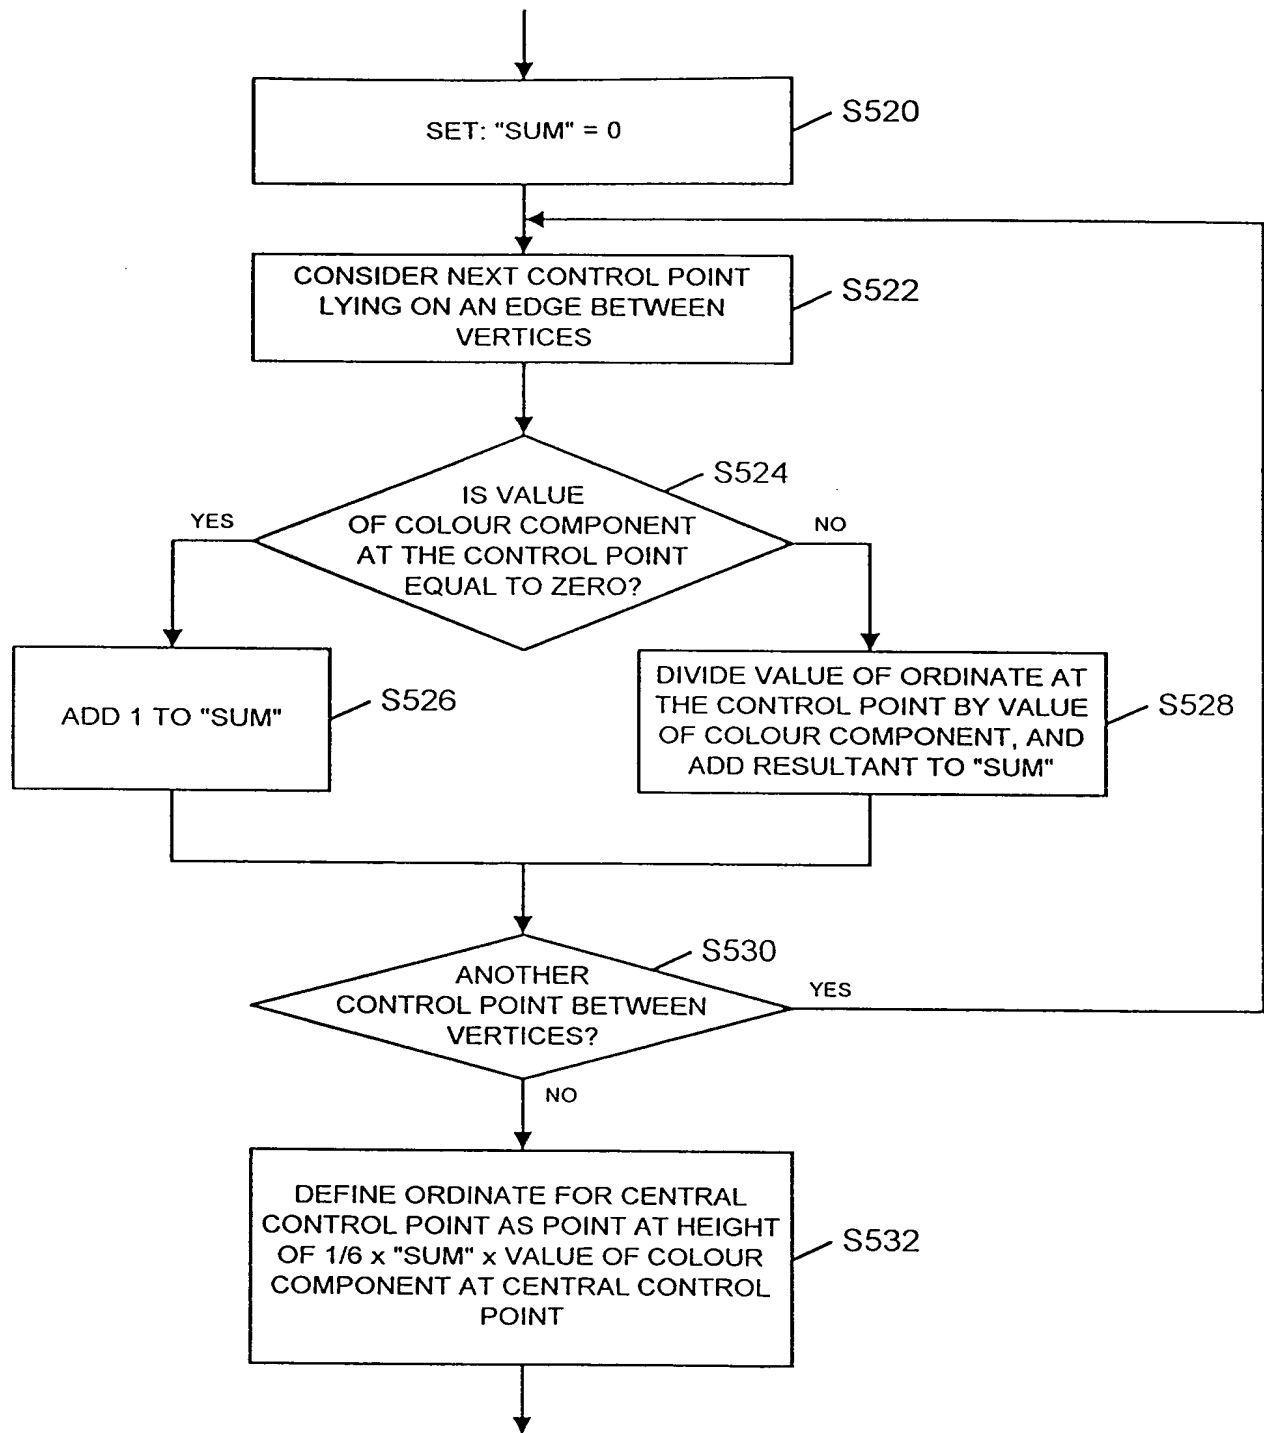 SET: "SUM" = 0
S520
CONSIDER NEXT CONTROL POINT
LYING ON AN EDGE BETWEEN
VERTICES
S522
S524
IS VALUE
OF COLOUR COMPONENT
AT THE CONTROL POINT
EQUAL TO ZERO?
YES
NO
ADD 1 TO "SUM"
S526
DIVIDE VALUE OF ORDINATE AT
THE CONTROL POINT BY VALUE
OF COLOUR COMPONENT, AND
ADD RESULTANT TO "SUM"
S528
S530
ANOTHER
CONTROL POINT BETWEEN
VERTICES?
YES
NO
DEFINE ORDINATE FOR CENTRAL
CONTROL POINT AS POINT AT HEIGHT
OF 1/6 x "SUM" x VALUE OF COLOUR
COMPONENT AT CENTRAL CONTROL
POINT
S532